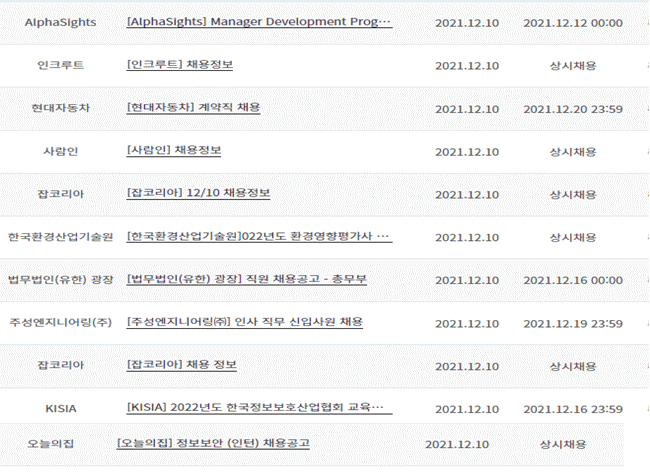 AlphaSights [AlphaSights] Manager Development Prog… 2021.12.10 2021.12.12 00:00
인크루트 [인크루트] 채용정보 2021.12.10 상시채용
현대자동차 [현대자동차] 계약직 채용 2021.12.10 2021.12.20 23:59
사람인 [사람인] 채용정보 2021.12.10 상시채용
잡코리아 [잡코리아] 12/10 채용정보 2021.12.10 상시채용
한국환경산업기술원 [한국환경산업기술원]022년도 환경영향평가사 … 2021.12.10 상시채용
법무법인(유한) 광장 [법무법인(유한) 광장] 직원 채용공고 - 총무부 2021.12.10 2021.12.16 00:00
주성엔지니어링(주) [주성엔지니어링㈜] 인사 직무 신입사원 채용 2021.12.10 2021.12.19 23:59
잡코리아 [잡코리아] 채용 정보 2021.12.10 상시채용
KISIA [KISIA] 2022년도 한국정보보호산업협회 교육… 2021.12.10 2021.12.16 23:59
오늘의집 [오늘의집] 정보보안 (인턴) 채용공고 2021.12.10 상시채용